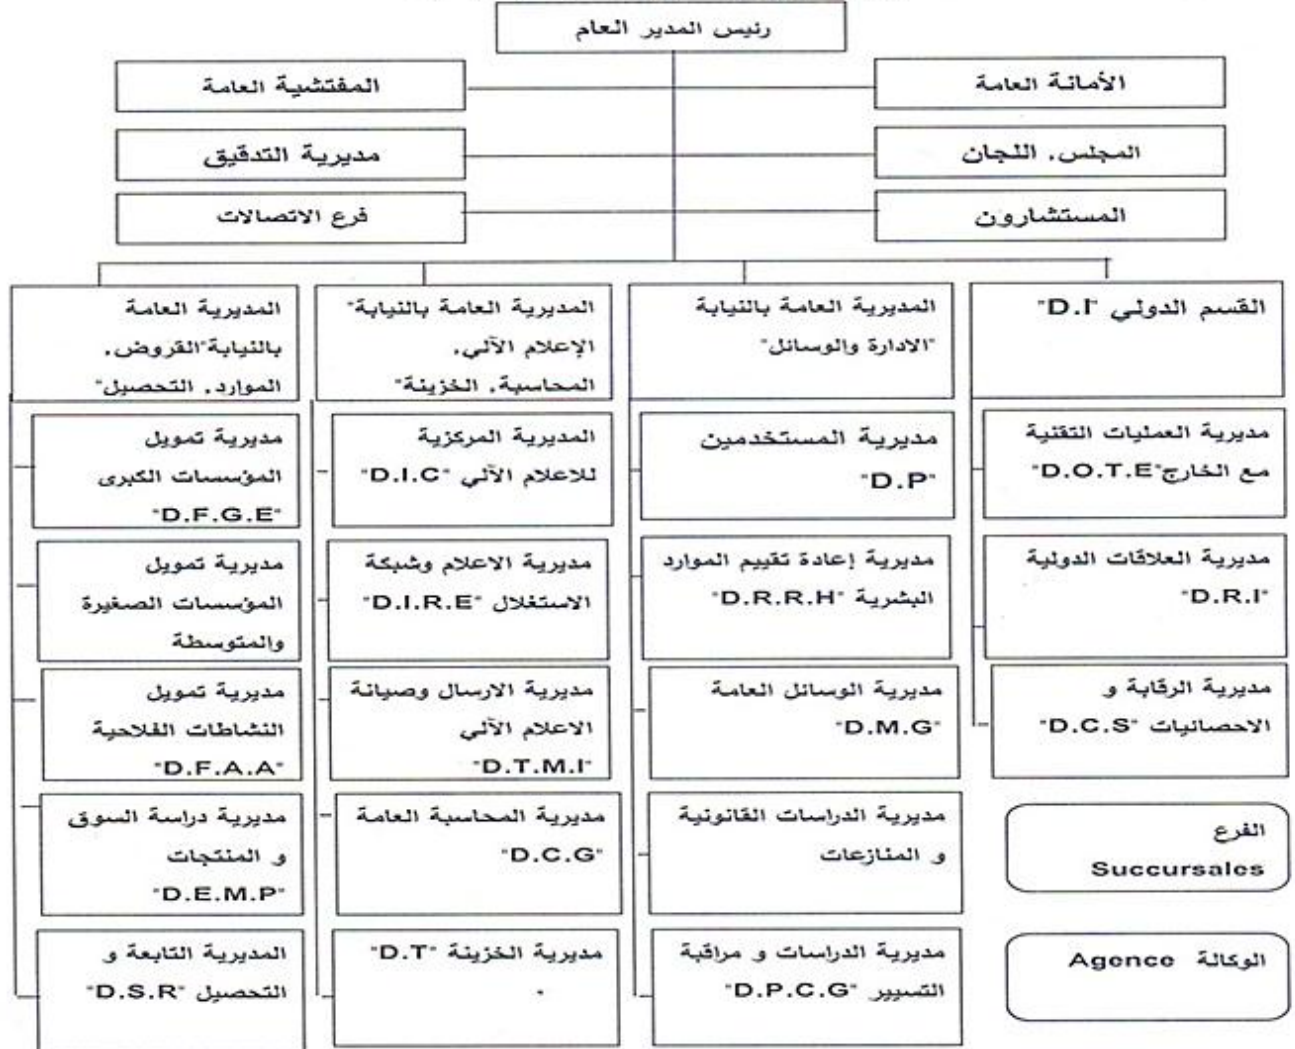 رئيس المدير العام
الأمانة العامة
المفتشية العامة
المجلس. اللجان
مديرية التدقيق
المستشارون
فرع الاتصالات
القسم الدولي "D.I"
مديرية العمليات التقنية
مع الخارج"D.O.T.E"
مديرية العلاقات الدولية
"D.R.I"
مديرية الرقابة و
الاحصائيات "D.C.S"
الفرع
Succursales
الوكالة Agence
المديرية العامة بالنيابة
"الادارة والوسائل"
مديرية المستخدمين
"D.P"
مديرية إعادة تقييم الموارد
البشرية "D.R.R.H"
مديرية الوسائل العامة
"D.M.G"
مديرية الدراسات القانونية
و المنازعات
مديرية الدراسات و مراقبة
التسيير "D.P.C.G"
المديرية العامة بالنيابة"
الإعلام الآلي.
المحاسبة. الخزينة"
المديرية المركزية
للاعلام الآلي "D.I.C"
مديرية الاعلام وشبكة
الاستغلال "D.I.R.E"
مديرية الارسال وصيانة
الاعلام الآلي
"D.T.M.I"
مديرية المحاسبة العامة
"D.C.G"
مديرية الخزينة "D.T"
المديرية العامة
بالنيابة"القروض.
الموارد. التحصيل"
مديرية تمويل
المؤسسات الكبرى
"D.F.G.E"
مديرية تمويل
المؤسسات الصغيرة
والمتوسطة
مديرية تمويل
النشاطات الفلاحية
"D.F.A.A"
مديرية دراسة السوق
و المنتجات
"D.E.M.P"
المديرية التابعة و
التحصيل "D.S.R"